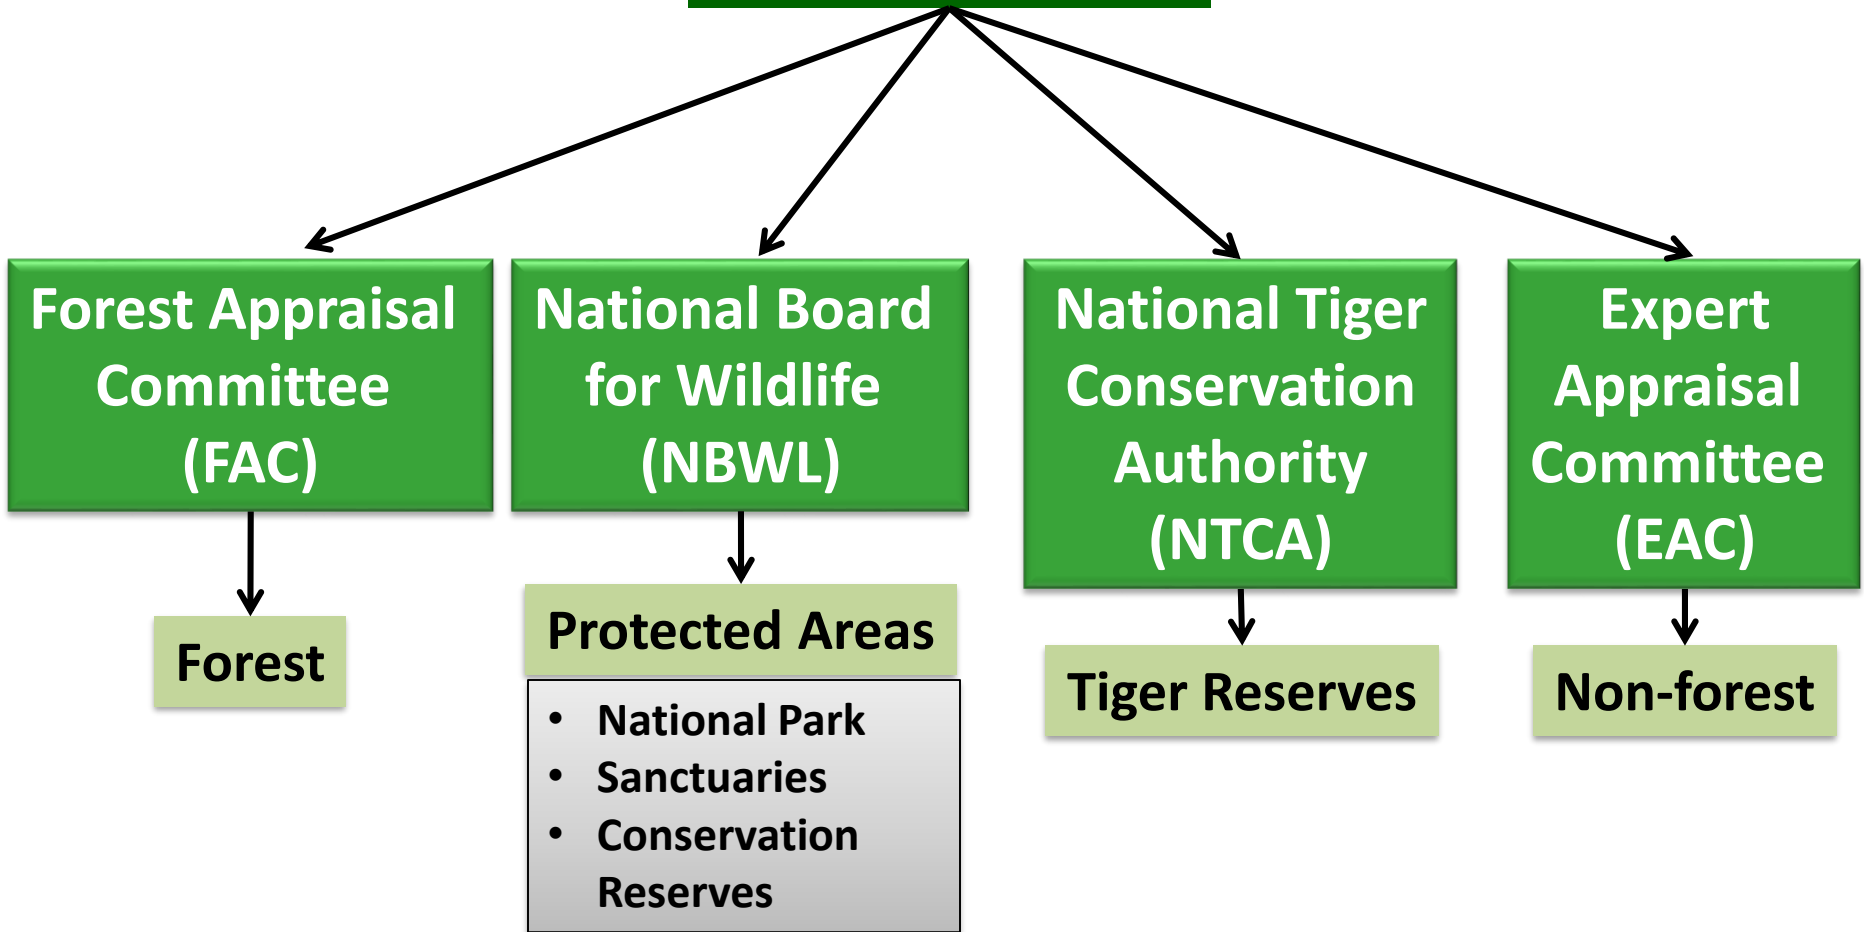 Forest Appraisal
Committee
(FAC)
National Board
for Wildlife
(NBWL)
National Tiger
Conservation
Authority
(NTCA)
Expert
Appraisal
Committee
(EAC)
Forest
Protected Areas
• National Park
• Sanctuaries
• Conservation
Reserves
Tiger Reserves
Non-forest